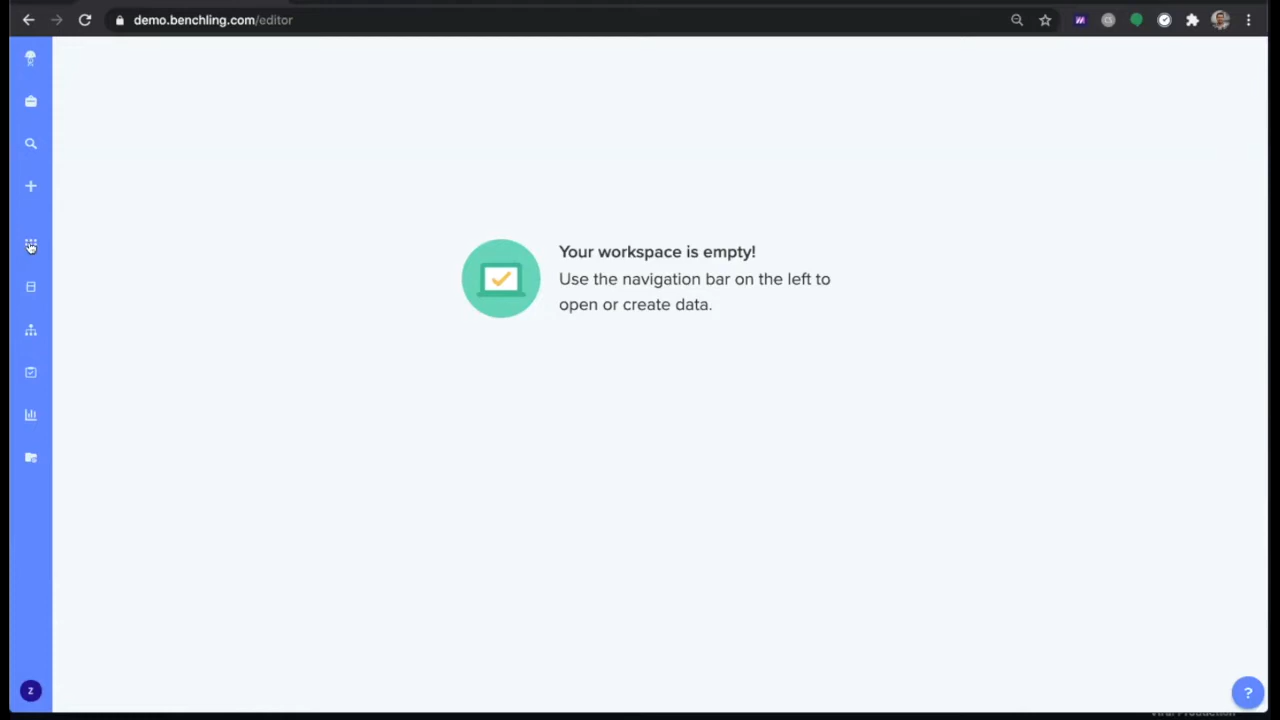 demo.benchling.com/editor
Your workspace is empty!
Use the navigation bar on the left to
open or create data.
Z
?